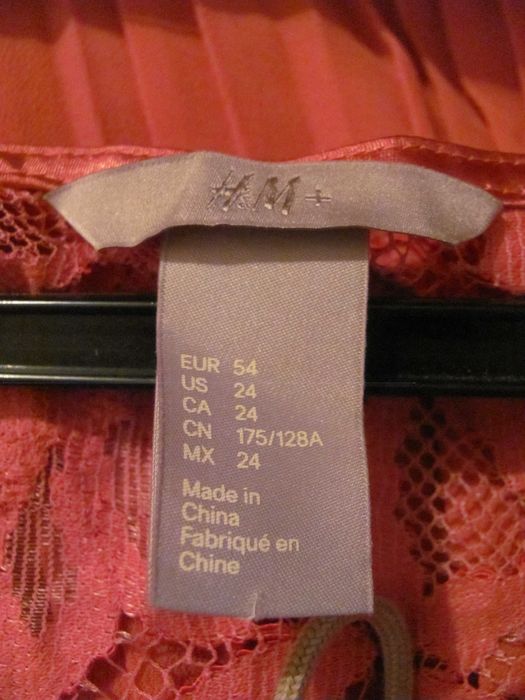 H&M+
EUR 54
US 24
CA 24
CN 175/128A
MX 24
Made in
China
Fabriqué en
Chine